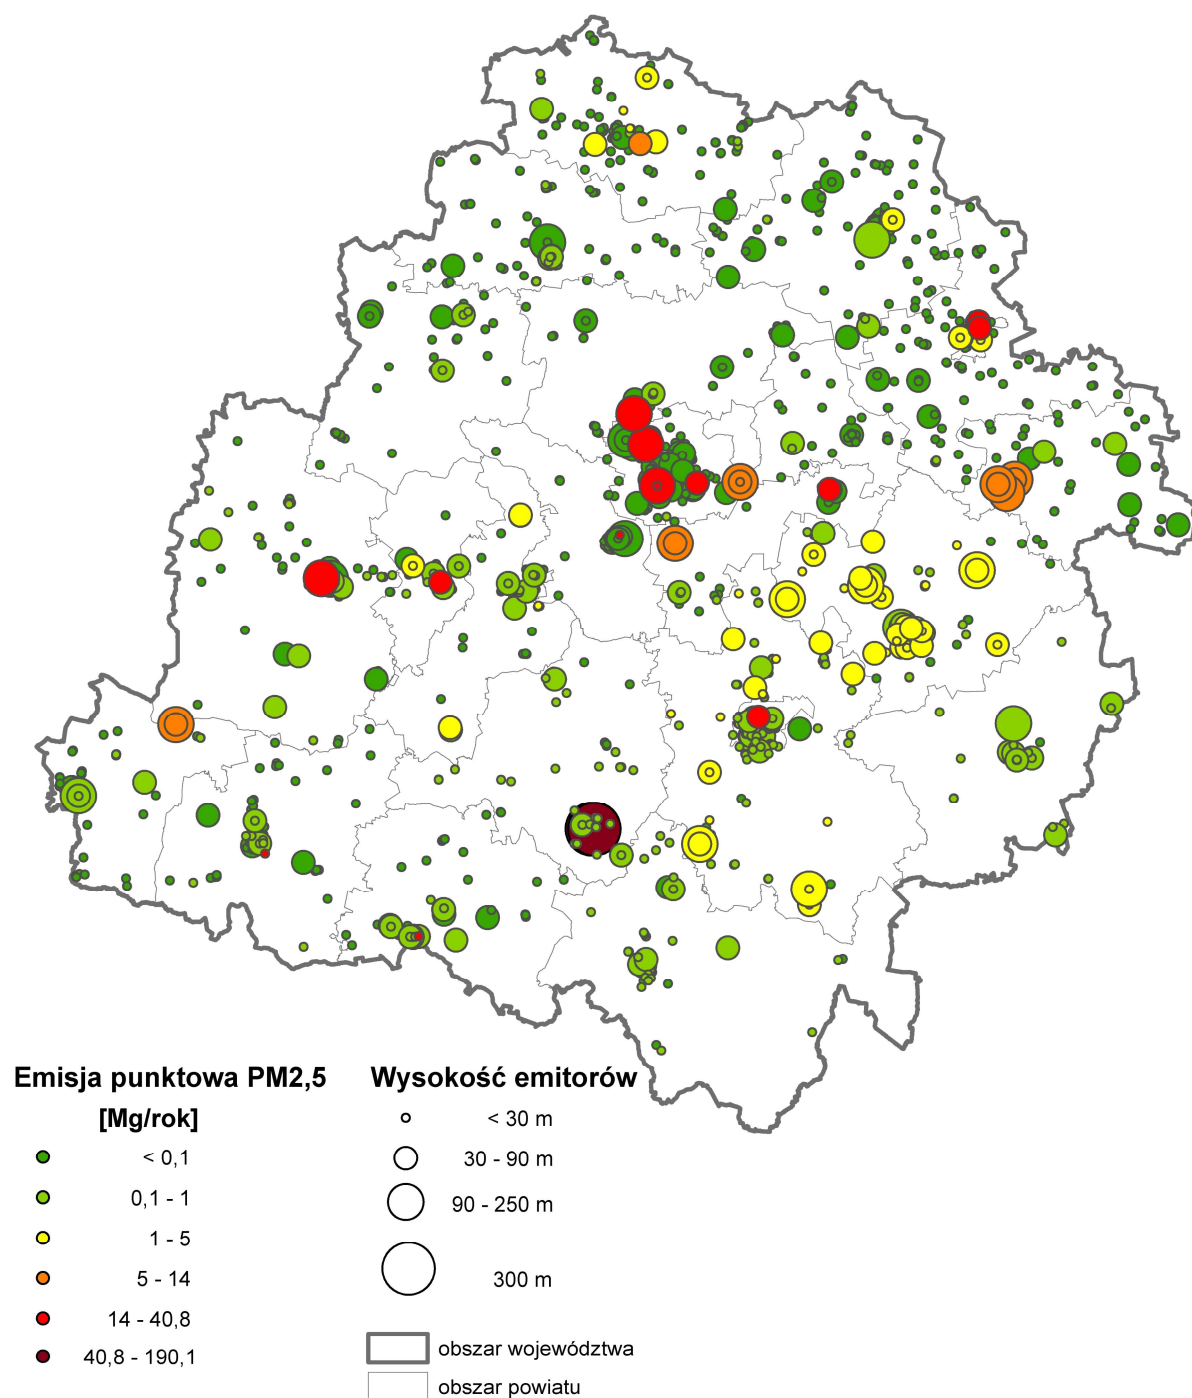 Emisja punktowa PM2,5
[Mg/rok]
< 0,1
0,1 - 1
1 - 5
5 - 14
14 - 40,8
40,8 - 190,1
Wysokość emitorów
< 30 m
30 - 90 m
90 - 250 m
300 m
obszar województwa
obszar powiatu